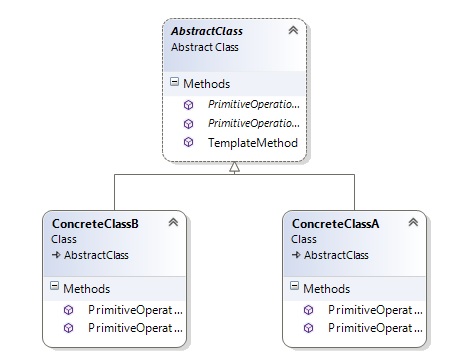 AbstractClass
Abstract Class
Methods
PrimitiveOperatio...
PrimitiveOperatio...
TemplateMethod
ConcreteClassB
Class
AbstractClass
Methods
PrimitiveOperat...
PrimitiveOperat...
ConcreteClassA
Class
AbstractClass
Methods
PrimitiveOperat...
PrimitiveOperat...